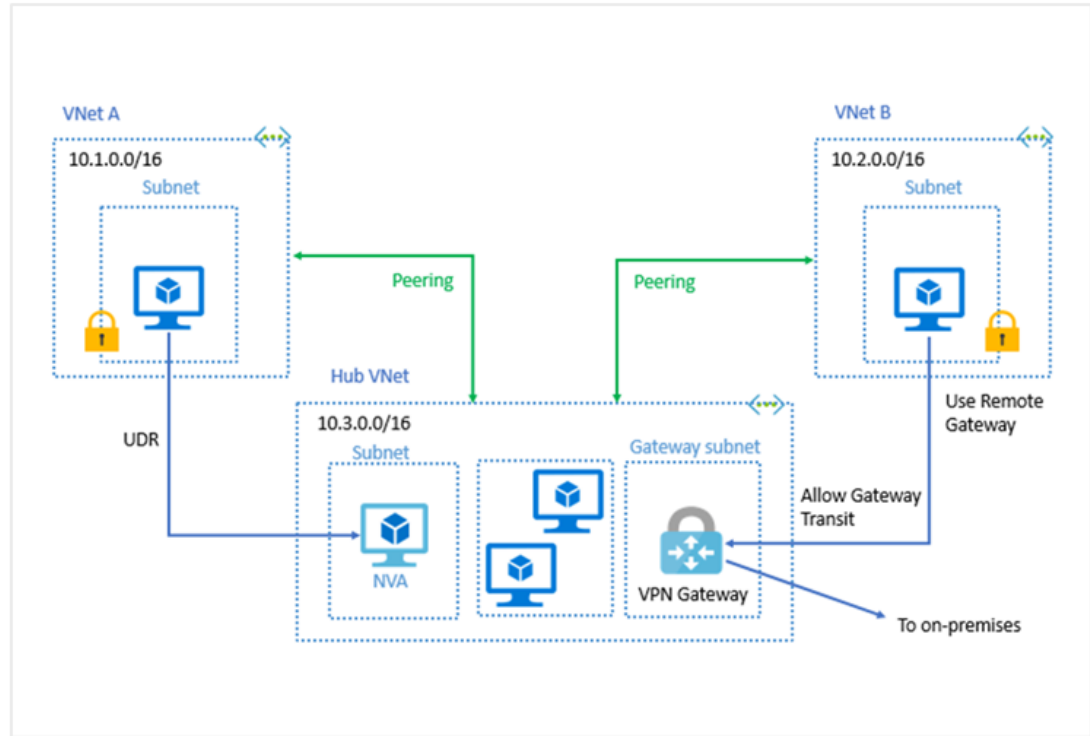 VNet A
10.1.0.0/16
Subnet
VNet B
10.2.0.0/16
Subnet
Peering
Peering
UDR
Hub VNet
10.3.0.0/16
Subnet
NVA
Gateway subnet
VPN Gateway
Use Remote
Gateway
Allow Gateway
Transit
To on-premises